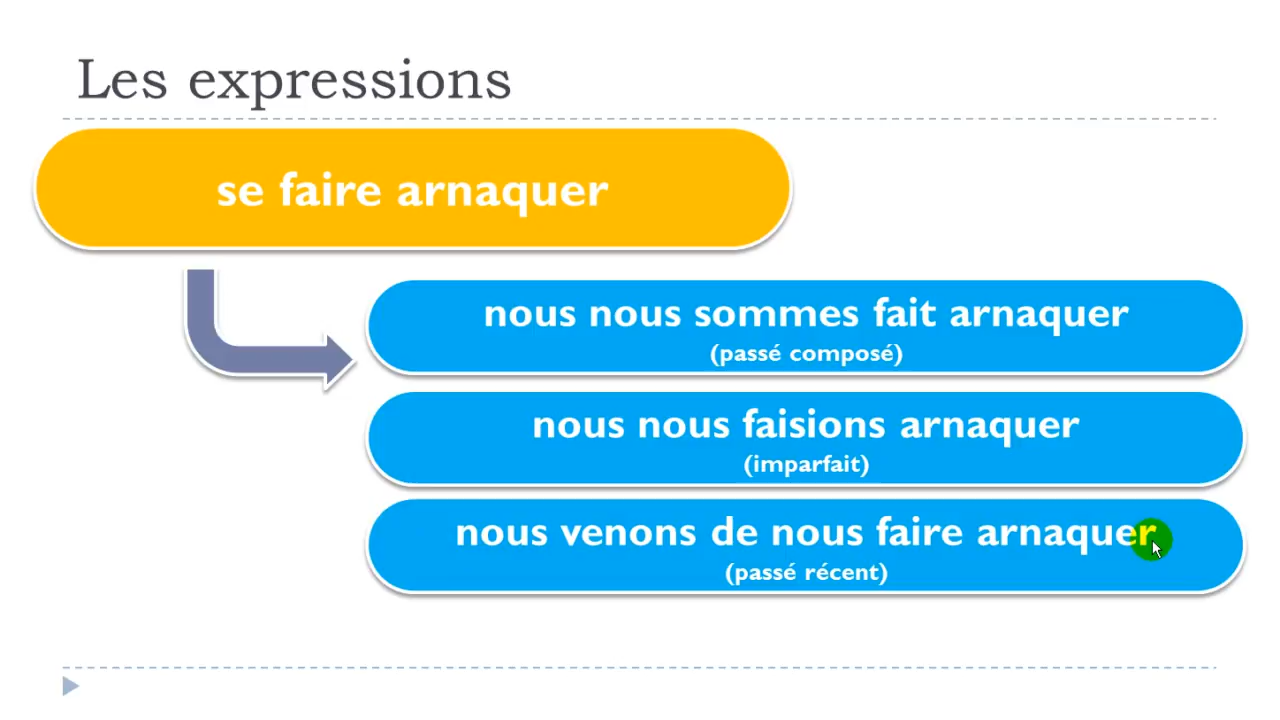 Les expressions
se faire arnaquer
nous nous sommes fait arnaquer
(passé composé)
nous nous faisions arnaquer
(imparfait)
nous venons de nous faire arnaquer
(passé récent)